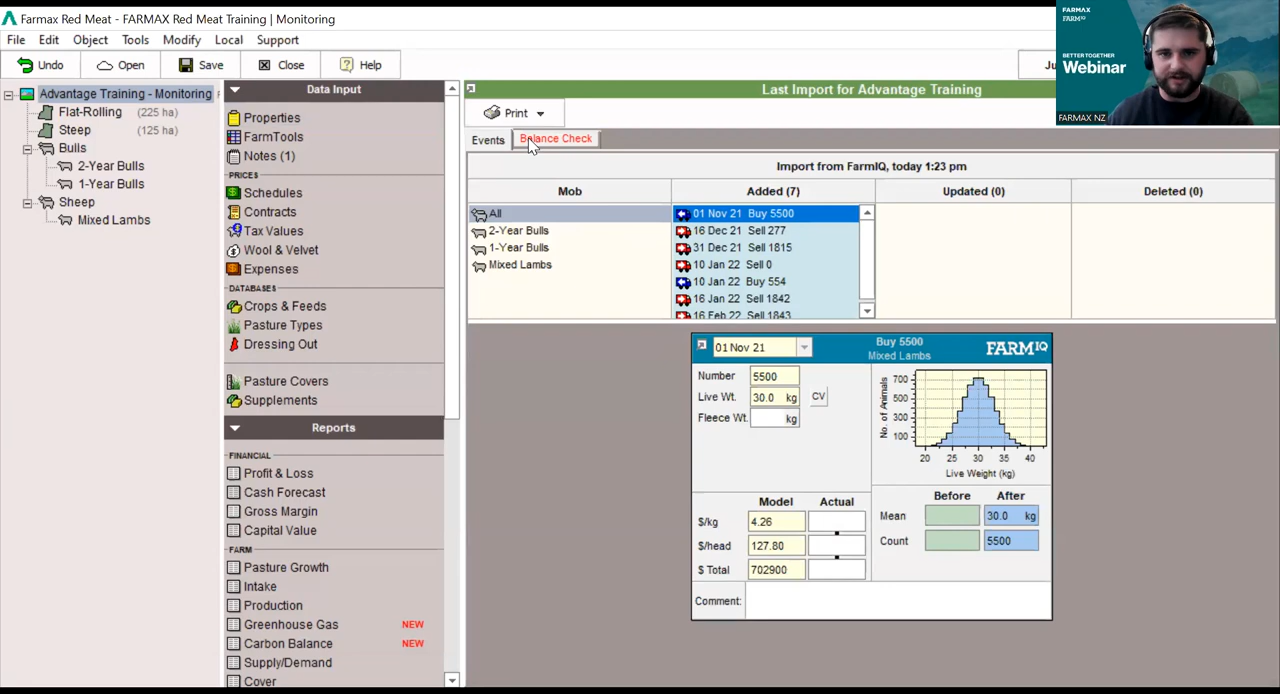 Farmax Red Meat - FARMAX Red Meat Training | Monitoring
File Edit Object Tools Modify Local Support
Undo Open Save Close Help
Advantage Training - Monitoring
Flat-Rolling (225 ha)
Steep (125 ha)
Bulls
2-Year Bulls
1-Year Bulls
Sheep
Mixed Lambs
Data Input
Properties
FarmTools
Notes (1)
PRICES
Schedules
Contracts
Tax Values
Wool & Velvet
Expenses
DATABASES
Crops & Feeds
Pasture Types
Dressing Out
Pasture Covers
Supplements
Reports
FINANCIAL
Profit & Loss
Cash Forecast
Gross Margin
Capital Value
FARM
Pasture Growth
Intake
Production
Greenhouse Gas NEW
Carbon Balance NEW
Supply/Demand
Cover
Last Import for Advantage Training
Print
Events Balance Check
Import from FarmIQ, today 1:23 pm
Mob Added (7) Updated (0) Deleted (0)
All 01 Nov 21 Buy 5500
2-Year Bulls 16 Dec 21 Sell 277
1-Year Bulls 31 Dec 21 Sell 1815
Mixed Lambs 10 Jan 22 Sell 0
10 Jan 22 Buy 554
16 Jan 22 Sell 1842
16 Feb 22 Sell 1843
01 Nov 21 Buy 5500 FARMIQ
Mixed Lambs
Number 5500
Live Wt. 30.0 kg CV
Fleece Wt. kg
No. of Animals
700
500
300
100
20 25 30 35 40
Live Weight (kg)
Model Actual
$/kg 4.26
$/head 127.80
$ Total 702900
Before After
Mean 30.0 kg
Count 5500
Comment:
FARMAX
FARMIQ
BETTER TOGETHER
Webinar
FARMAX NZ